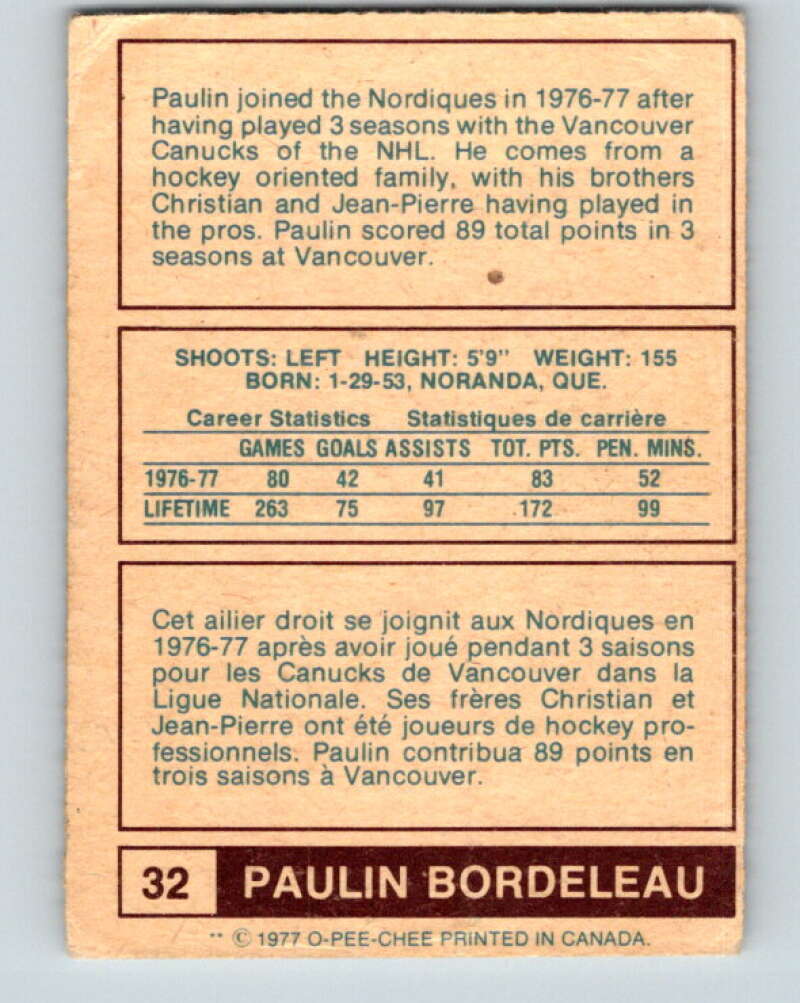 Paulin joined the Nordiques in 1976-77 after
having played 3 seasons with the Vancouver
Canucks of the NHL. He comes from a
hockey oriented family, with his brothers
Christian and Jean-Pierre having played in
the pros. Paulin scored 89 total points in 3
seasons at Vancouver.
SHOOTS: LEFT HEIGHT: 5'9" WEIGHT: 155
BORN: 1-29-53, NORANDA, QUE.
Career Statistics Statistiques de carrière
GAMES GOALS ASSISTS TOT. PTS. PEN. MINS.
1976-77 80 42 41 83 52
LIFETIME 263 75 97 172 99
Cet ailier droit se joignit aux Nordiques en
1976-77 après avoir joué pendant 3 saisons
pour les Canucks de Vancouver dans la
Ligue Nationale. Ses frères Christian et
Jean-Pierre ont été joueurs de hockey pro-
fessionnels. Paulin contribua 89 points en
trois saisons à Vancouver.
32 PAULIN BORDELEAU
** © 1977 O-PEE-CHEE PRINTED IN CANADA.